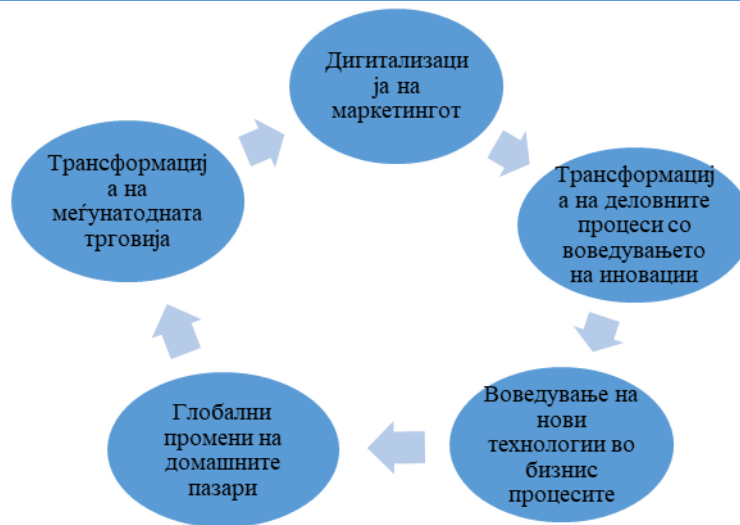 Дигитализаци
ја на
маркетингот
Трансформациј
а на деловните
процеси со
воведувањето
на иновации
Воведување на
нови
технологии во
бизнис
процесите
Глобални
промени на
домашните
пазари
Трансформациј
а на
меѓунатодната
трговија